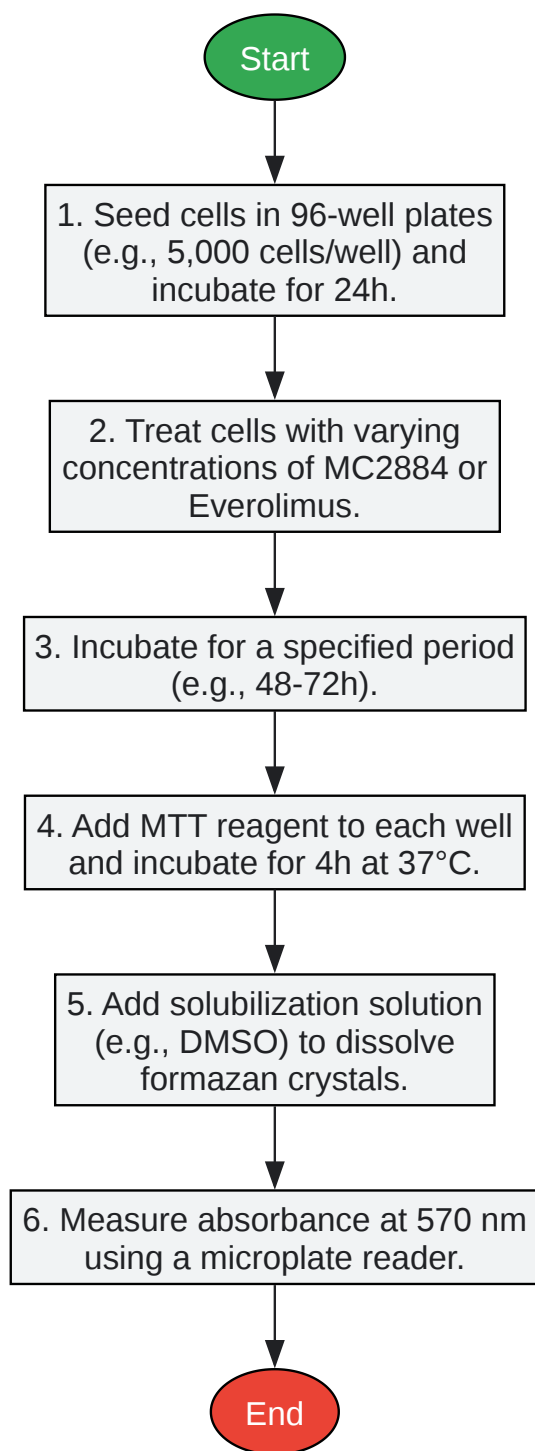 Start
1. Seed cells in 96-well plates
(e.g., 5,000 cells/well) and
incubate for 24h.
2. Treat cells with varying
concentrations of MC2884 or
Everolimus.
3. Incubate for a specified period
(e.g., 48-72h).
4. Add MTT reagent to each well
and incubate for 4h at 37°C.
5. Add solubilization solution
(e.g., DMSO) to dissolve
formazan crystals.
6. Measure absorbance at 570 nm
using a microplate reader.
End